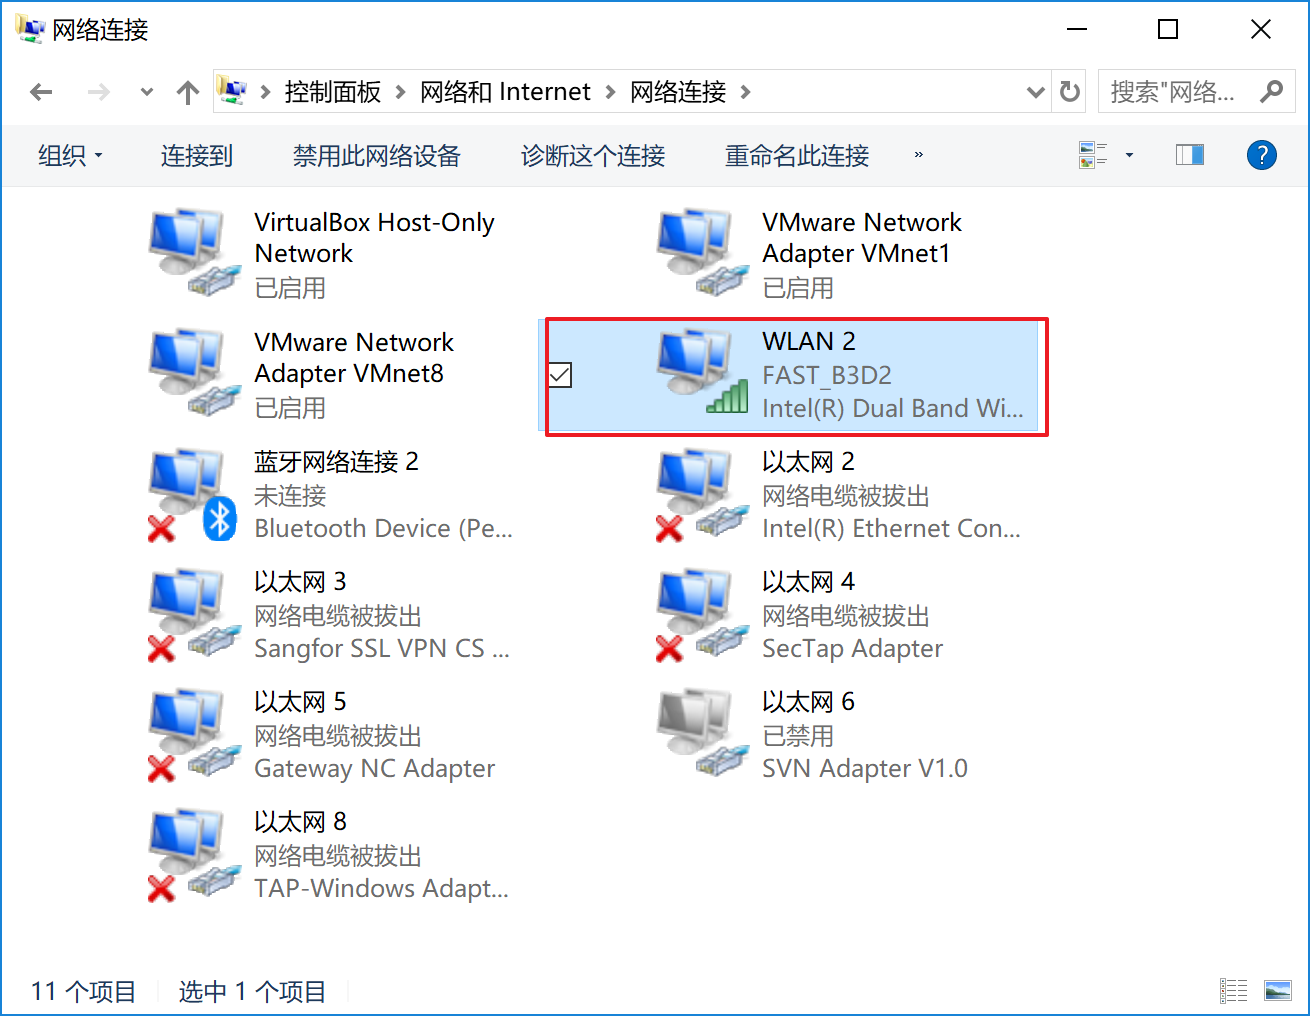 网络连接
控制面板 网络和 Internet 网络连接
搜索"网络...
组织 连接到 禁用此网络设备 诊断这个连接 重命名此连接 »
?
VirtualBox Host-Only
Network
已启用
VMware Network
Adapter VMnet1
已启用
VMware Network
Adapter VMnet8
已启用
WLAN 2
FAST_B3D2
Intel(R) Dual Band Wi...
蓝牙网络连接 2
未连接
Bluetooth Device (Pe...
以太网 2
网络电缆被拔出
Intel(R) Ethernet Con...
以太网 3
网络电缆被拔出
Sangfor SSL VPN CS ...
以太网 4
网络电缆被拔出
SecTap Adapter
以太网 5
网络电缆被拔出
Gateway NC Adapter
以太网 6
已禁用
SVN Adapter V1.0
以太网 8
网络电缆被拔出
TAP-Windows Adapt...
11 个项目 选中 1 个项目